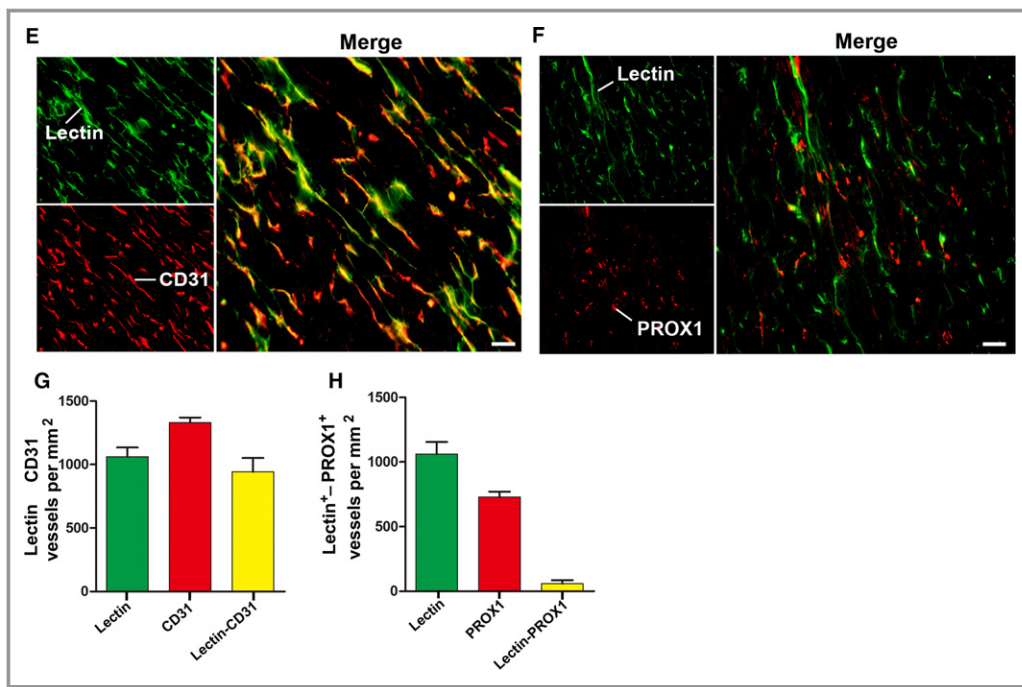 E
Merge
Lectin
CD31
F
Merge
Lectin
PROX1
G
Lectin CD31
vessels per mm²
1500
1000
500
0
Lectin
CD31
Lectin-CD31
H
Lectin⁺–PROX1⁺
vessels per mm²
1500
1000
500
0
Lectin
PROX1
Lectin-PROX1